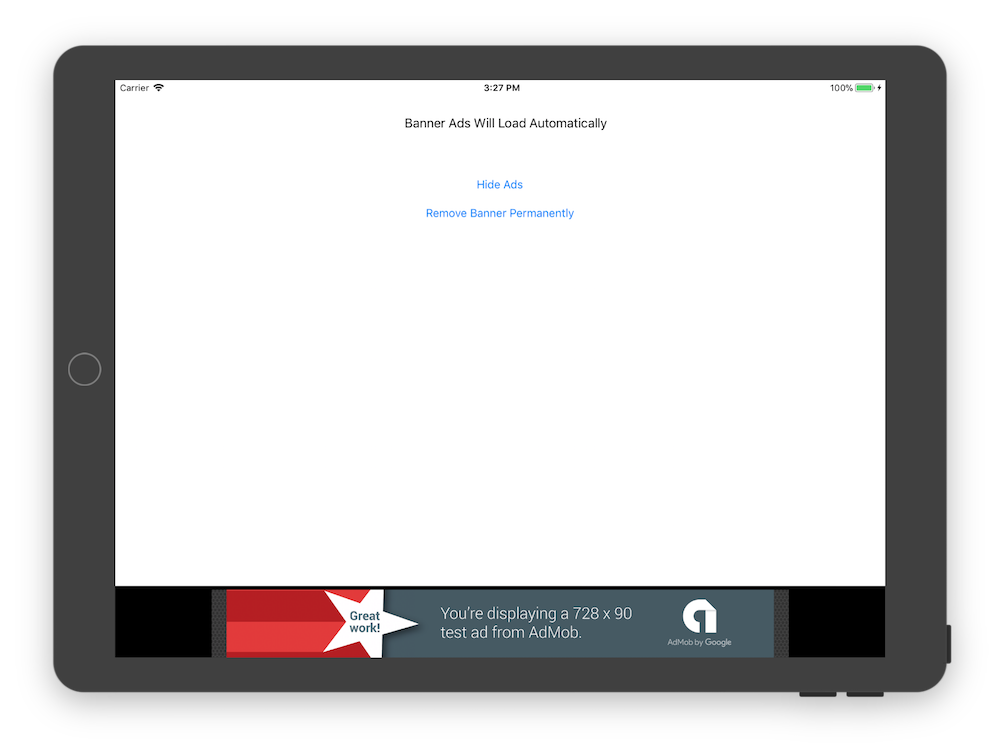 Carrier
3:27 PM
100%
Banner Ads Will Load Automatically
Hide Ads
Remove Banner Permanently
Great
work!
You're displaying a 728 x 90
test ad from AdMob.
AdMob by Google